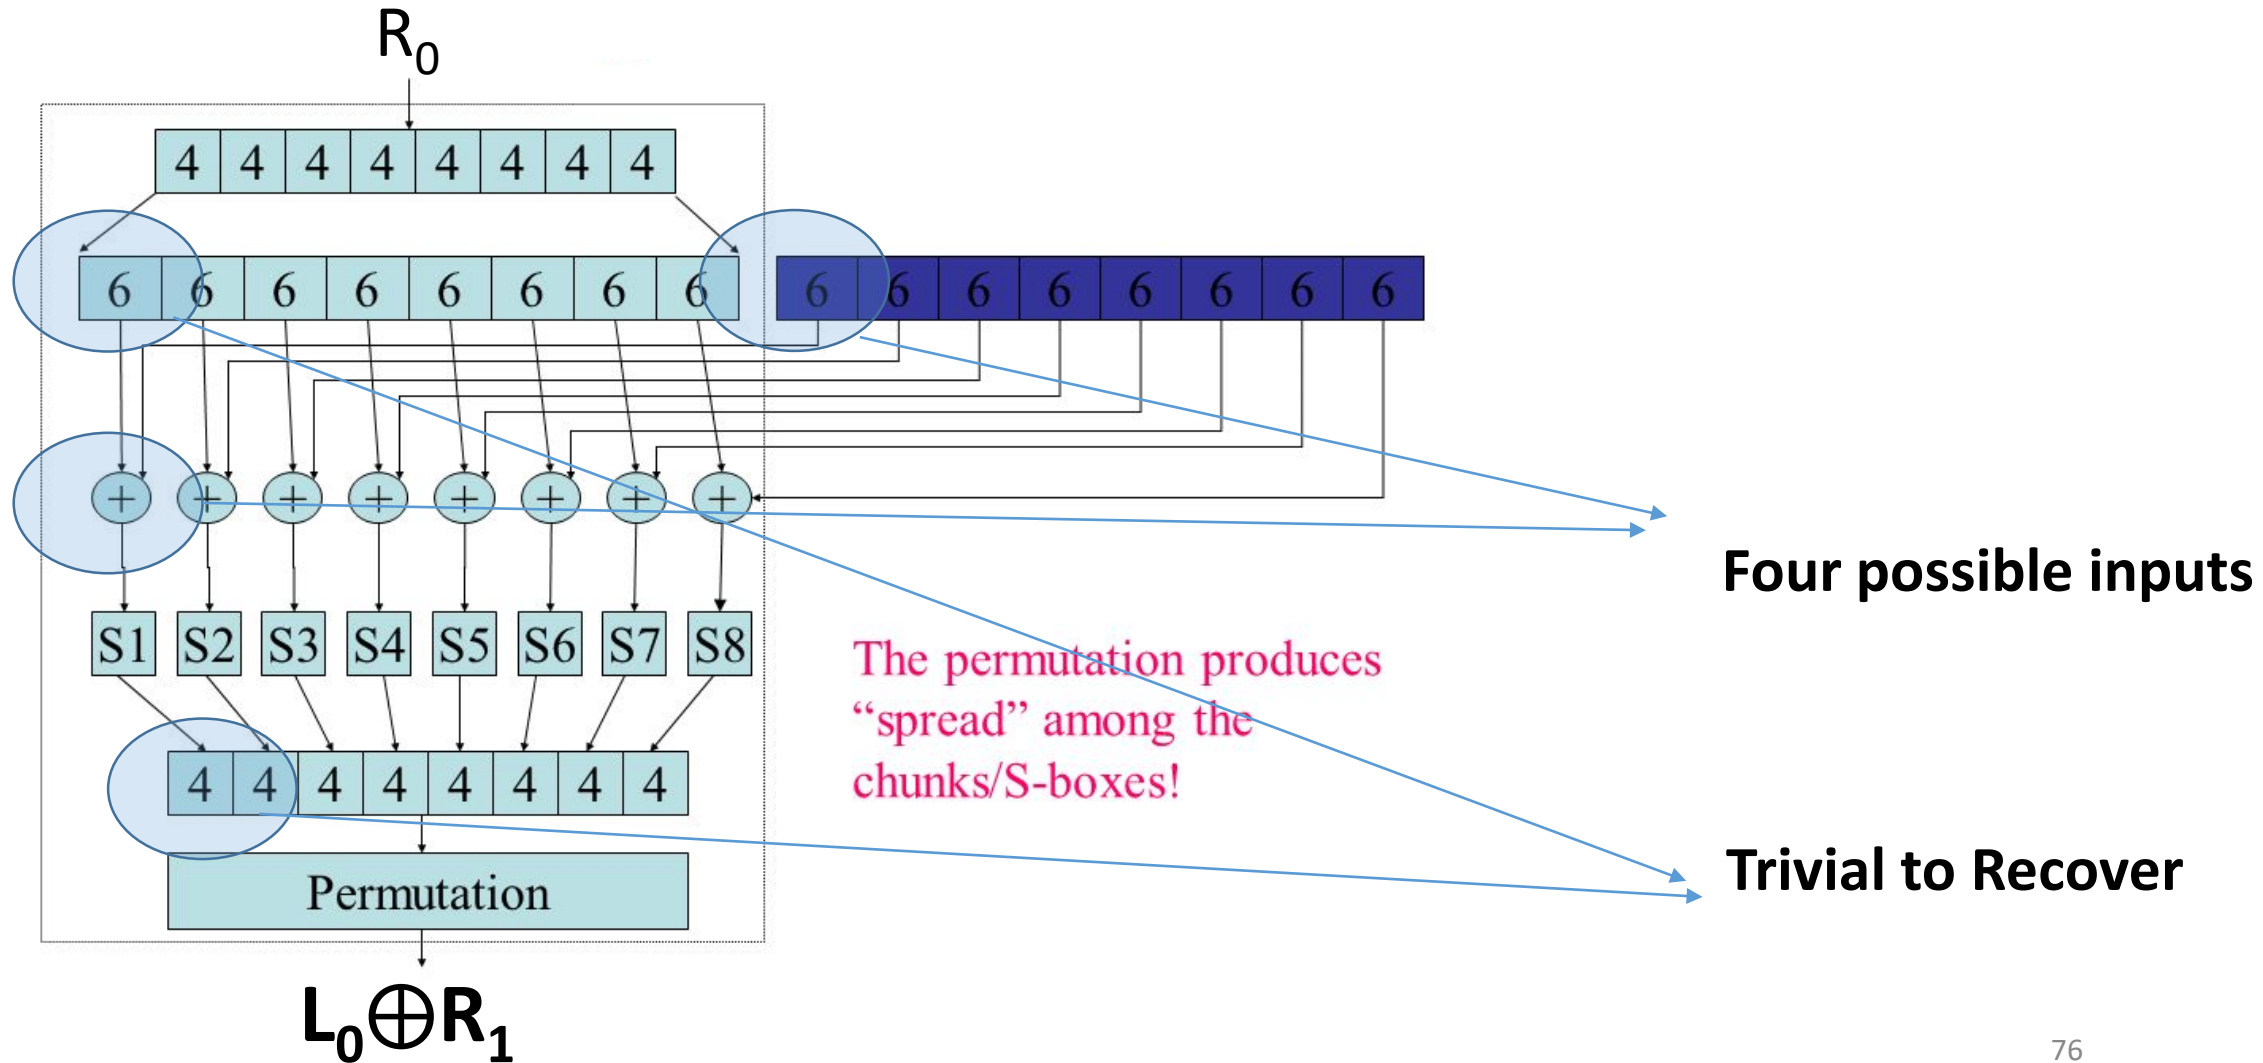 R₀
4 4 4 4 4 4 4 4
6 6 6 6 6 6 6 6
6 6 6 6 6 6 6 6
+ + + + + + + +
Four possible inputs
S1 S2 S3 S4 S5 S6 S7 S8
The permutation produces
“spread” among the
chunks/S-boxes!
4 4 4 4 4 4 4 4
Trivial to Recover
Permutation
L₀⊕R₁
76